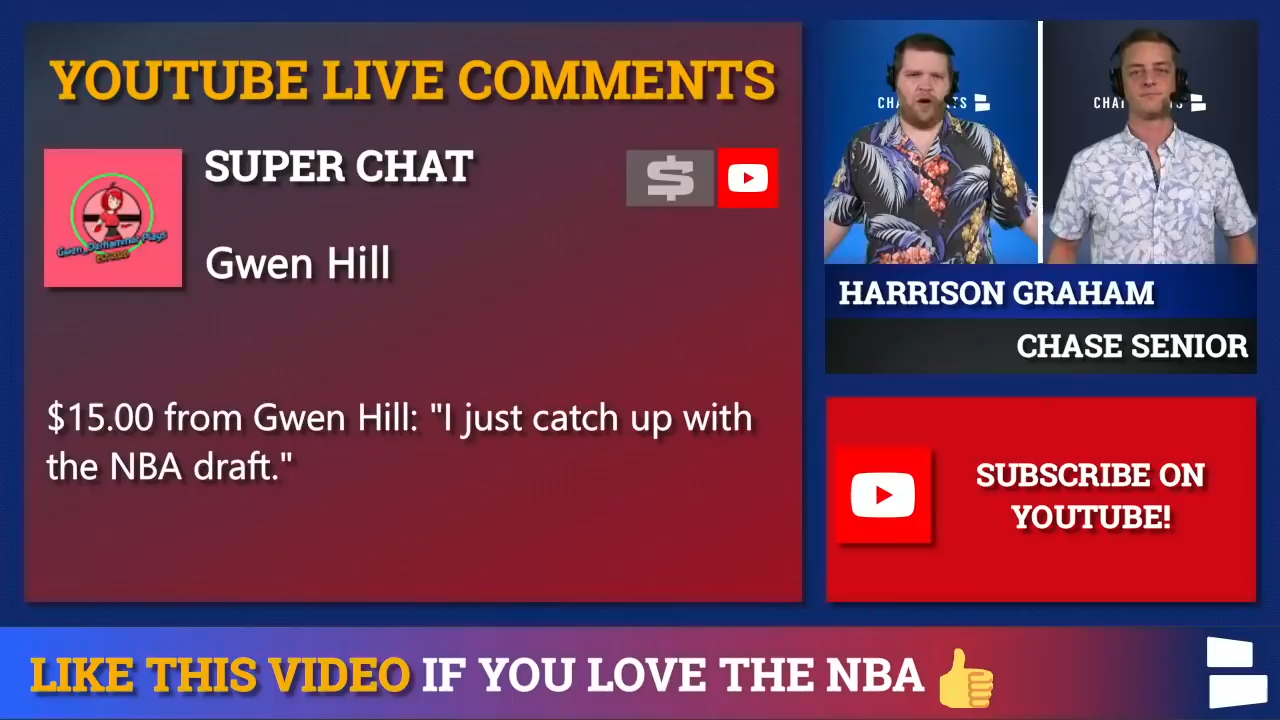 YOUTUBE LIVE COMMENTS
SUPER CHAT
Gwen Hill
$15.00 from Gwen Hill: "I just catch up with
the NBA draft."
HARRISON GRAHAM
CHASE SENIOR
SUBSCRIBE ON
YOUTUBE!
LIKE THIS VIDEO IF YOU LOVE THE NBA